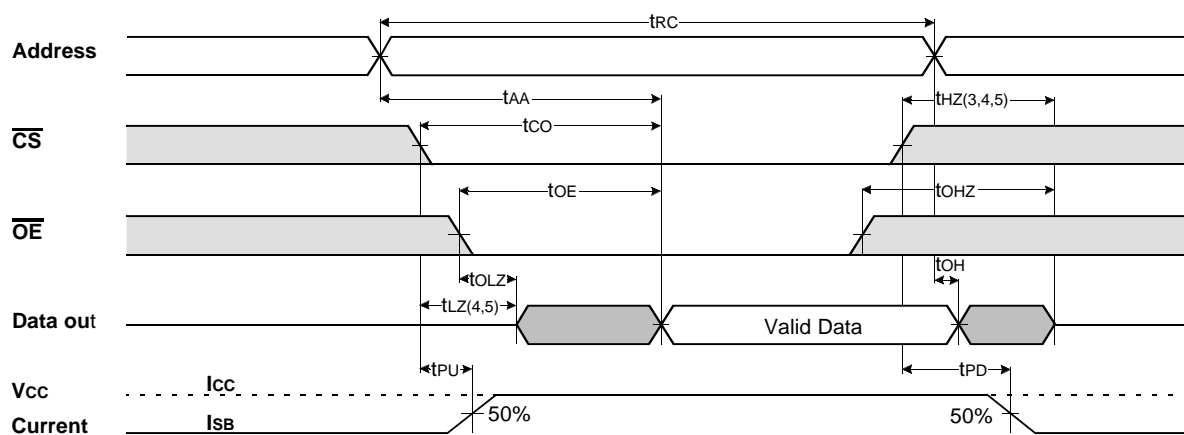 tRC
Address
tAA
tHZ(3,4,5)
CS
tCO
tOE
tOHZ
OE
tOH
tOLZ
tLZ(4,5)
Data out
Valid Data
tPU
tPD
VCC
ICC
50%
50%
Current
ISB